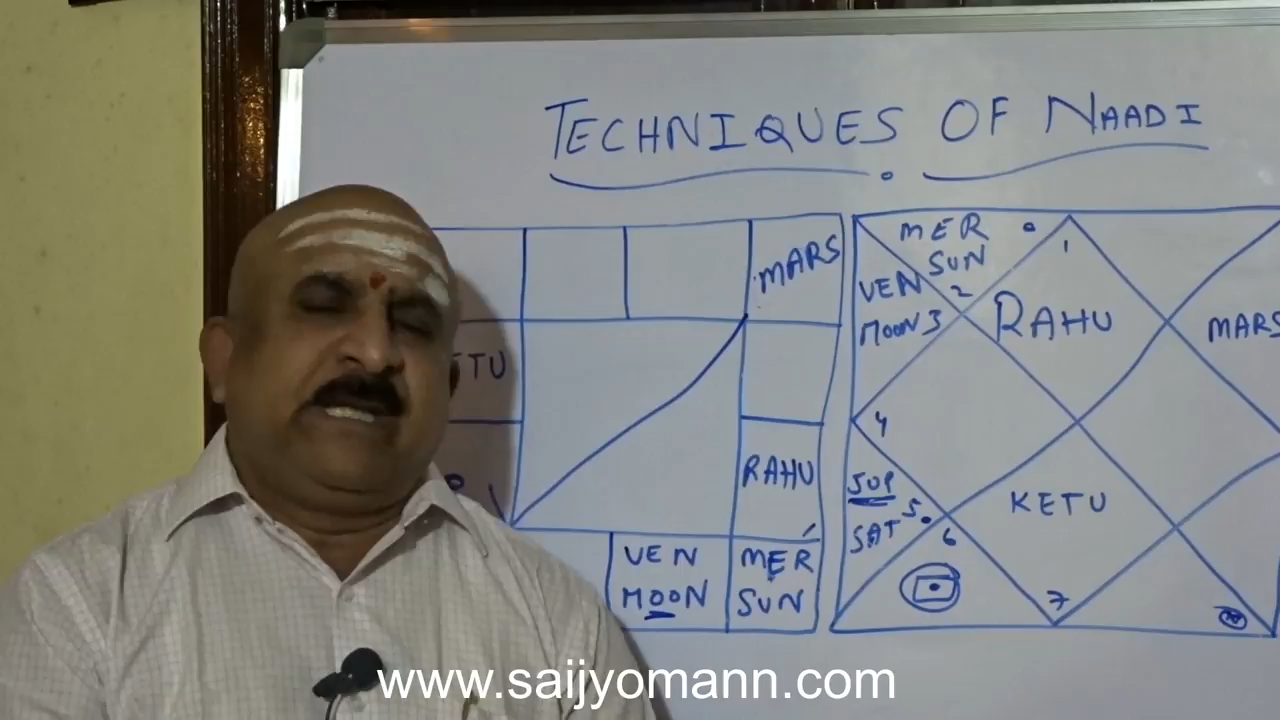 TECHNIQUES OF NAADI
MARS
TU
RAHU
VEN
MOON
MER
SUN
MER
SUN
VEN
MOON
1
2
3
RAHU
MARS
4
JUP
SAT
5
6
KETU
7
www.saijyomann.com